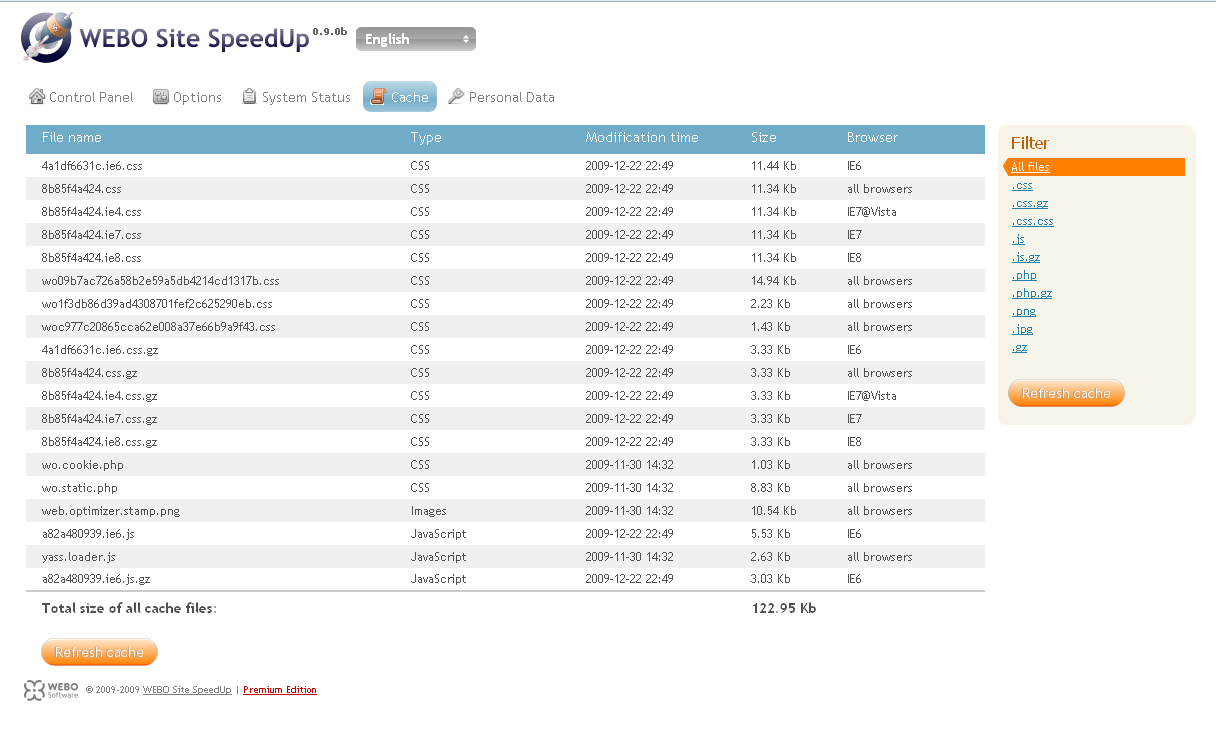 WEBO Site SpeedUp 0.9.0b English
Control Panel Options System Status Cache Personal Data
File name Type Modification time Size Browser
4a1df6631c.ie6.css CSS 2009-12-22 22:49 11.44 Kb IE6
8b85f4a424.css CSS 2009-12-22 22:49 11.34 Kb all browsers
8b85f4a424.ie4.css CSS 2009-12-22 22:49 11.34 Kb IE7@Vista
8b85f4a424.ie7.css CSS 2009-12-22 22:49 11.34 Kb IE7
8b85f4a424.ie8.css CSS 2009-12-22 22:49 11.34 Kb IE8
wo09b7ac726a58b2e59a5db4214cd1317b.css CSS 2009-12-22 22:49 14.94 Kb all browsers
wo1f3db86d39ad4308701fef2c625290eb.css CSS 2009-12-22 22:49 2.23 Kb all browsers
woc977c20865cca62e008a37e66b9a9f43.css CSS 2009-12-22 22:49 1.43 Kb all browsers
4a1df6631c.ie6.css.gz CSS 2009-12-22 22:49 3.33 Kb IE6
8b85f4a424.css.gz CSS 2009-12-22 22:49 3.33 Kb all browsers
8b85f4a424.ie4.css.gz CSS 2009-12-22 22:49 3.33 Kb IE7@Vista
8b85f4a424.ie7.css.gz CSS 2009-12-22 22:49 3.33 Kb IE7
8b85f4a424.ie8.css.gz CSS 2009-12-22 22:49 3.33 Kb IE8
wo.cookie.php CSS 2009-11-30 14:32 1.03 Kb all browsers
wo.static.php CSS 2009-11-30 14:32 8.83 Kb all browsers
web.optimizer.stamp.png Images 2009-11-30 14:32 10.54 Kb all browsers
a82a480939.ie6.js JavaScript 2009-12-22 22:49 5.53 Kb IE6
yass.loader.js JavaScript 2009-11-30 14:32 2.63 Kb all browsers
a82a480939.ie6.js.gz JavaScript 2009-12-22 22:49 3.03 Kb IE6
Total size of all cache files: 122.95 Kb
Refresh cache
Filter
All files
.css
.css.gz
.css.css
.js
.js.gz
.php
.php.gz
.png
.jpg
.gz
Refresh cache
WEBO Software © 2009-2009 WEBO Site SpeedUp | Premium Edition